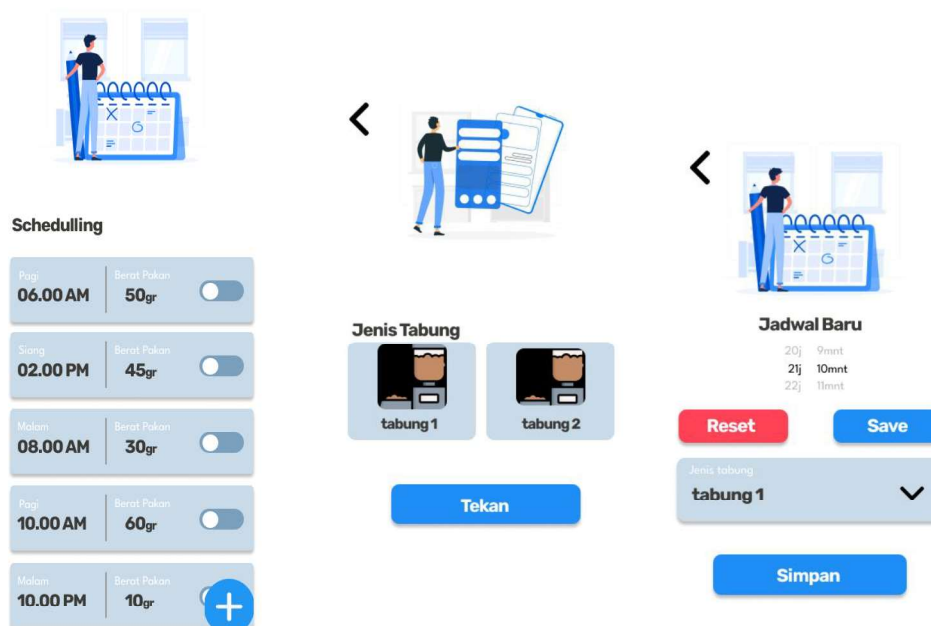 Schedulling
Pagi
06.00 AM
Berat Pakan
50gr
Siang
02.00 PM
Berat Pakan
45gr
Malam
08.00 AM
Berat Pakan
30gr
Pagi
10.00 AM
Berat Pakan
60gr
Malam
10.00 PM
Berat Pakan
10gr
Jenis Tabung
tabung 1
tabung 2
Tekan
Jadwal Baru
20j 9mnt
21j 10mnt
22j 11mnt
Reset
Save
Jenis tabung
tabung 1
Simpan